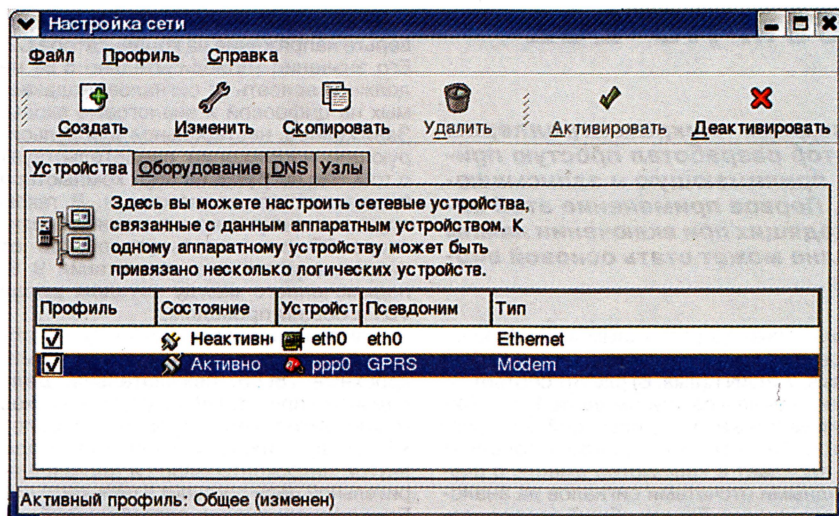 Настройка сети
Файл Профиль Справка
Создать Изменить Скопировать Удалить Активировать Деактивировать
Устройства Оборудование DNS Узлы
Здесь вы можете настроить сетевые устройства,
связанные с данным аппаратным устройством. К
одному аппаратному устройству может быть
привязано несколько логических устройств.
Профиль Состояние Устройст Псевдоним Тип
Неактивн eth0 eth0 Ethernet
Активно ppp0 GPRS Modem
Активный профиль: Общее (изменен)